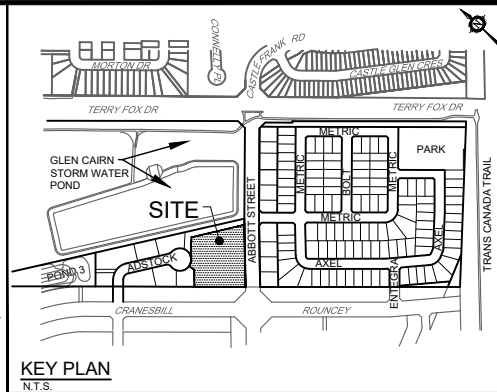 CONNELLY PL
CASTLE FRANK RD
MORTON DR
CASTLE GLEN CRES
TERRY FOX DR
TERRY FOX DR
GLEN CAIRN
STORM WATER
POND
METRIC
PARK
METRIC
BOLT
METRIC
SITE
METRIC
ABBOTT STREET
TRANS CANADA TRAIL
POND 3
ADSTOCK
AXEL
AXEL
ENTEGRA
CRANESBILL
ROUNCEY
KEY PLAN
N.T.S.